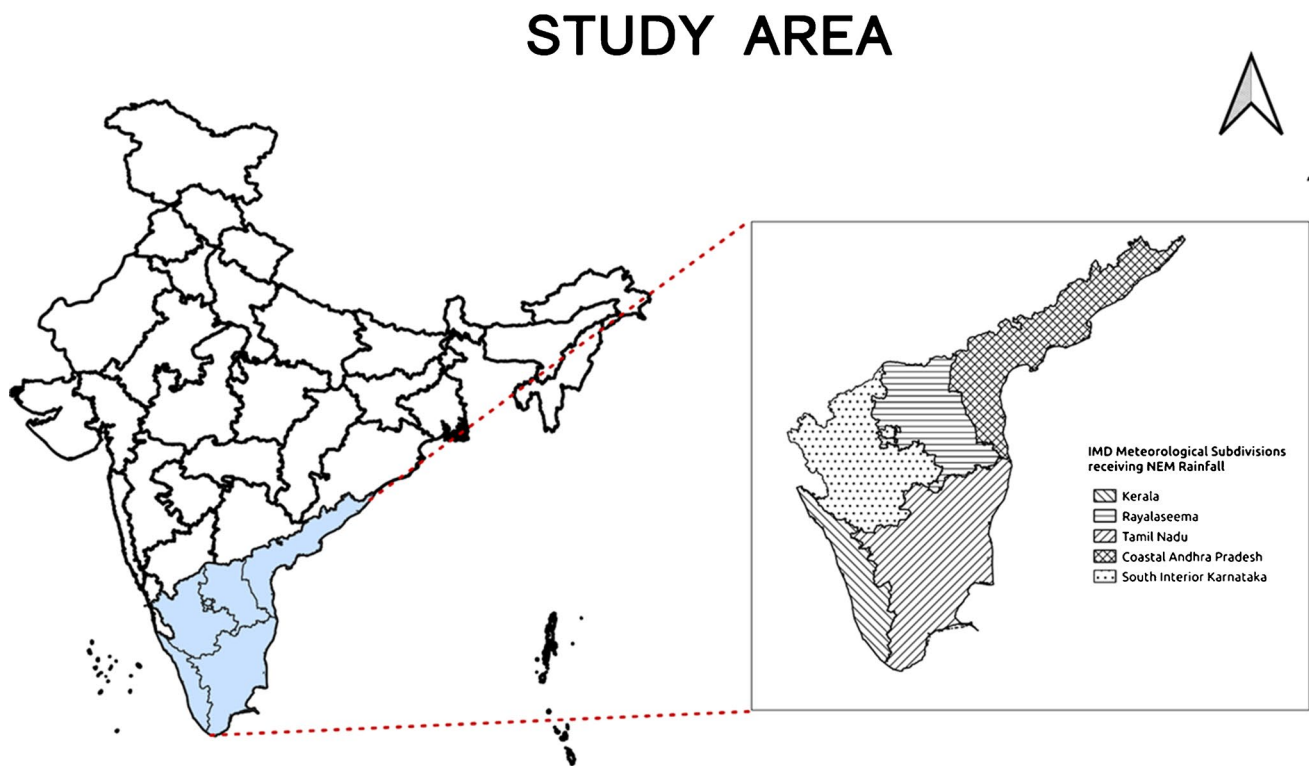 STUDY AREA
IMD Meteorological Subdivisions
receiving NEM Rainfall
Kerala
Rayalaseema
Tamil Nadu
Coastal Andhra Pradesh
South Interior Karnataka